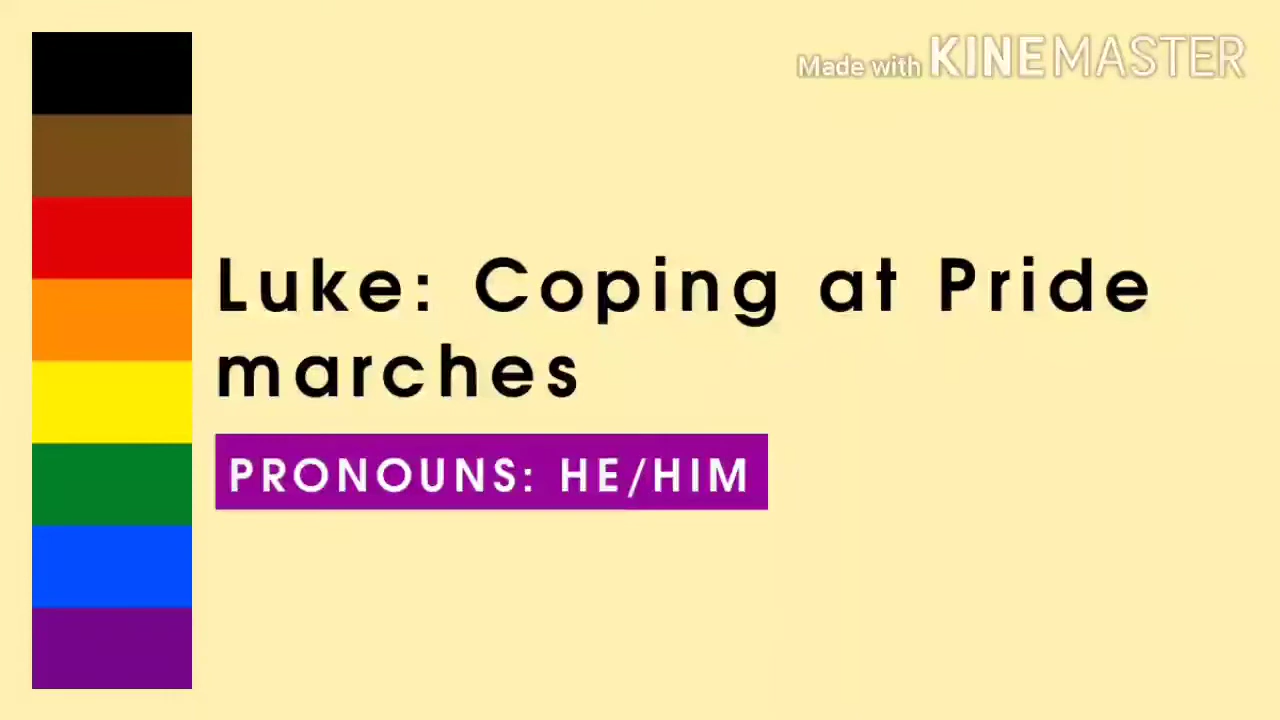 Made with KINEMASTER
Luke: Coping at Pride
marches
PRONOUNS: HE/HIM